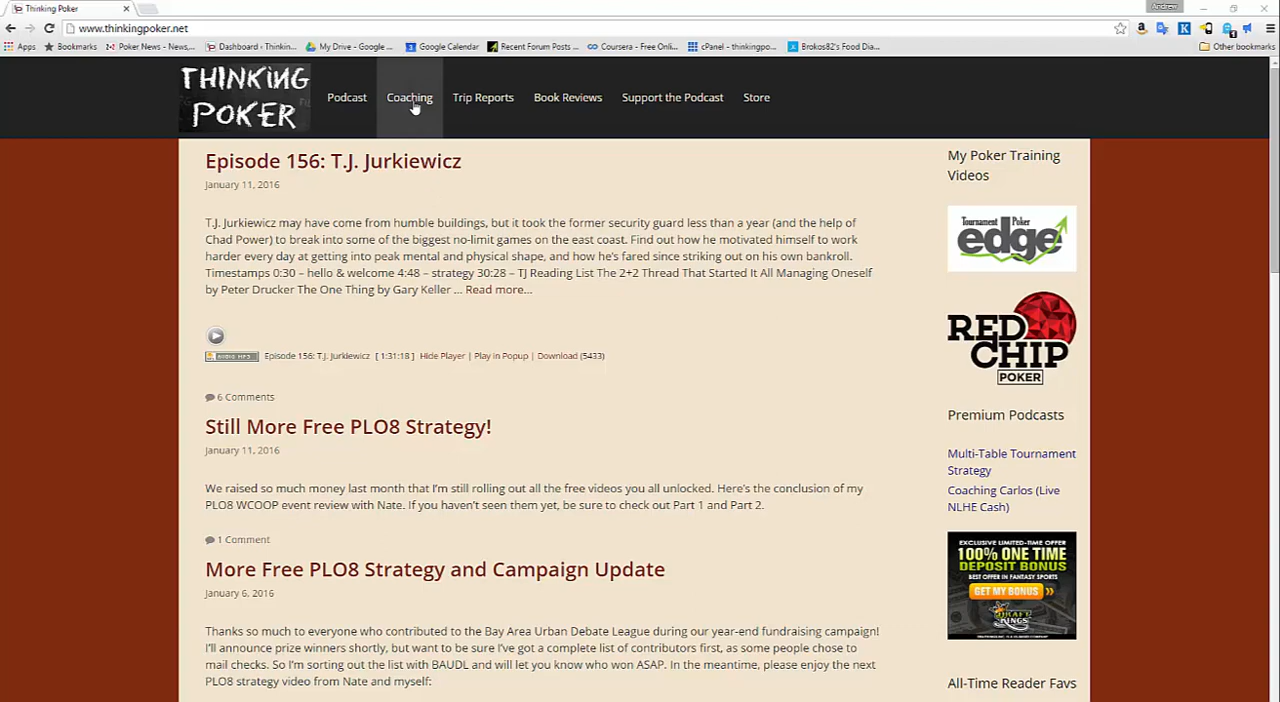 Thinking Poker
Andrew
www.thinkingpoker.net
Apps
Bookmarks
Poker News - News,...
Dashboard ‹ Thinkin...
My Drive - Google ...
Google Calendar
Recent Forum Posts ...
Coursera - Free Onl...
cPanel - thinkingpo...
Brokos82's Food Dia...
Other bookmarks
THINKING
POKER
Podcast
Coaching
Trip Reports
Book Reviews
Support the Podcast
Store
Episode 156: T.J. Jurkiewicz
January 11, 2016
T.J. Jurkiewicz may have come from humble buildings, but it took the former security guard less than a year (and the help of
Chad Power) to break into some of the biggest no-limit games on the east coast. Find out how he motivated himself to work
harder every day at getting into peak mental and physical shape, and how he's fared since striking out on his own bankroll.
Timestamps 0:30 – hello & welcome 4:48 – strategy 30:28 – TJ Reading List The 2+2 Thread That Started It All Managing Oneself
by Peter Drucker The One Thing by Gary Keller ... Read more...
Episode 156: T.J. Jurkiewicz [ 1:31:18 ] Hide Player | Play in Popup | Download (5433)
6 Comments
Still More Free PLO8 Strategy!
January 11, 2016
We raised so much money last month that I'm still rolling out all the free videos you all unlocked. Here's the conclusion of my
PLO8 WCOOP event review with Nate. If you haven't seen them yet, be sure to check out Part 1 and Part 2.
1 Comment
More Free PLO8 Strategy and Campaign Update
January 6, 2016
Thanks so much to everyone who contributed to the Bay Area Urban Debate League during our year-end fundraising campaign!
I'll announce prize winners shortly, but want to be sure I've got a complete list of contributors first, as some people chose to
mail checks. So I'm sorting out the list with BAUDL and will let you know who won ASAP. In the meantime, please enjoy the next
PLO8 strategy video from Nate and myself:
My Poker Training
Videos
Tournament Poker
edge
RED
CHIP
POKER
Premium Podcasts
Multi-Table Tournament
Strategy
Coaching Carlos (Live
NLHE Cash)
EXCLUSIVE LIMITED-TIME OFFER
100% ONE TIME
DEPOSIT BONUS
BEST OFFER IN FANTASY SPORTS
GET MY BONUS
DRAFT
KINGS
All-Time Reader Favs